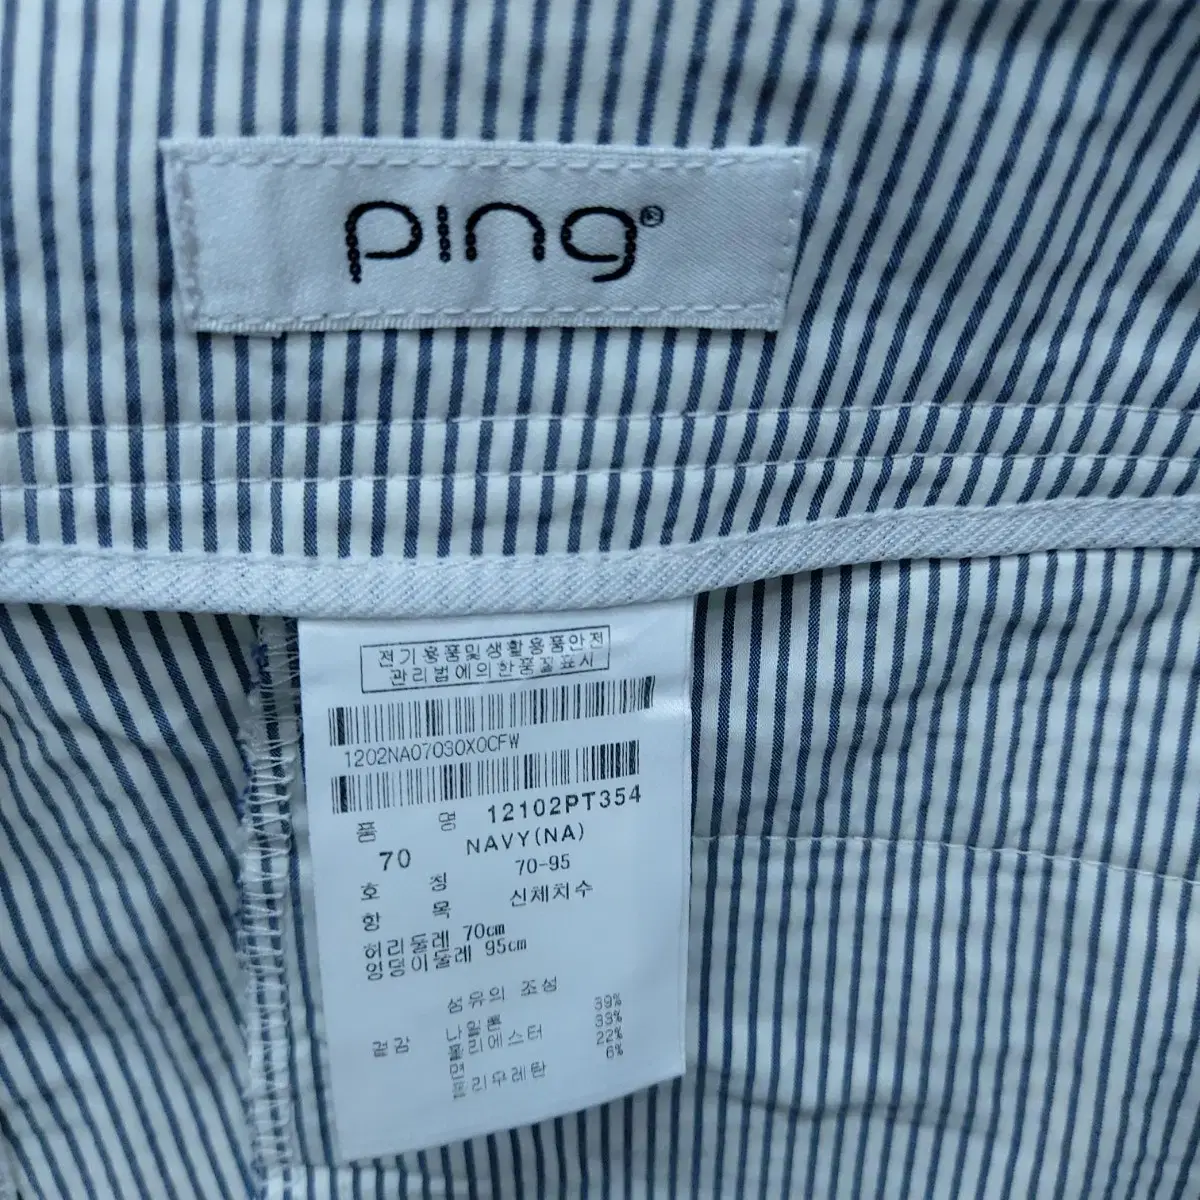 ping®
전기용품및생활용품안전
관리법에의한품질표시
1202NA07030X0CFW
품 명 12102PT354
70 NAVY(NA)
호 칭 70-95
항 목 신체치수
허리둘레 70cm
엉덩이둘레 95cm
섬유의 조성
겉감 나일론 39%
폴리에스터 33%
면 22%
폴리우레탄 6%